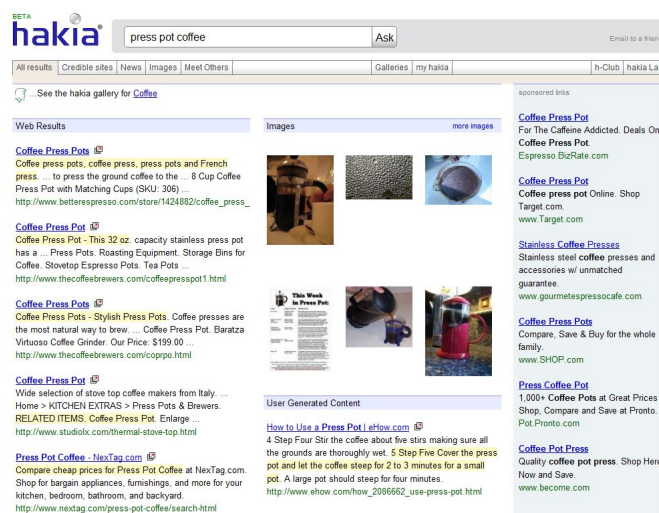 BETA
hakia®
press pot coffee
Ask
Email to a
All results Credible sites News Images Meet Others Galleries my hakia h-Club hakia
...See the hakia gallery for Coffee
Web Results
Coffee Press Pots
Coffee press pots, coffee press, press pots and French
press. ... to press the ground coffee to the ... 8 Cup Coffee
Press Pot with Matching Cups (SKU: 306) ...
http://www.betterespresso.com/store/1424882/coffee_press_
Coffee Press Pot
Coffee Press Pot - This 32 oz. capacity stainless press pot
has a ... Press Pots. Roasting Equipment. Storage Bins for
Coffee. Stovetop Espresso Pots. Tea Pots ...
http://www.thecoffeebrewers.com/coffeepresspot1.html
Coffee Press Pots
Coffee Press Pots - Stylish Press Pots. Coffee presses are
the most natural way to brew. ... Coffee Press Pot. Baratza
Virtuoso Coffee Grinder. Our Price: $199.00 ...
http://www.thecoffeebrewers.com/coprpo.html
Coffee Press Pot
Wide selection of stove top coffee makers from Italy. ...
Home > KITCHEN EXTRAS > Press Pots & Brewers.
RELATED ITEMS. Coffee Press Pot. Enlarge ...
http://www.studiolx.com/thermal-stove-top.html
Press Pot Coffee - NexTag.com
Compare cheap prices for Press Pot Coffee at NexTag.com.
Shop for bargain appliances, furnishings, and more for your
kitchen, bedroom, bathroom, and backyard.
http://www.nextag.com/press-pot-coffee/search-html
Images
more images
This Week
in Press Pot:
User Generated Content
How to Use a Press Pot | eHow.com
4 Step Four Stir the coffee about five stirs making sure all
the grounds are thoroughly wet. 5 Step Five Cover the press
pot and let the coffee steep for 2 to 3 minutes for a small
pot. A large pot should steep for four minutes.
http://www.ehow.com/how_2086662_use-press-pot.html
sponsored links
Coffee Press Pot
For The Caffeine Addicted. Deals On
Coffee Press Pot.
Espresso.BizRate.com
Coffee Press Pot
Coffee press pot Online. Shop
Target.com.
www.Target.com
Stainless Coffee Presses
Stainless steel coffee presses and
accessories w/ unmatched
guarantee.
www.gourmetespressocafe.com
Coffee Press Pots
Compare, Save & Buy for the whole
family.
www.SHOP.com
Press Coffee Pot
1,000+ Coffee Pots at Great Prices
Shop, Compare and Save at Pronto.
Pot.Pronto.com
Coffee Pot Press
Quality coffee pot press. Shop Here
Now and Save.
www.become.com